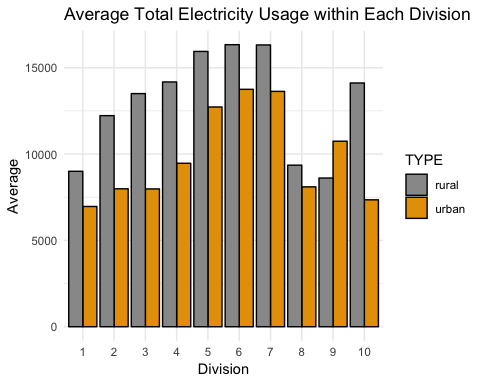 Average Total Electricity Usage within Each Division
15000
10000
5000
0
Average
1 2 3 4 5 6 7 8 9 10
Division
TYPE
rural
urban